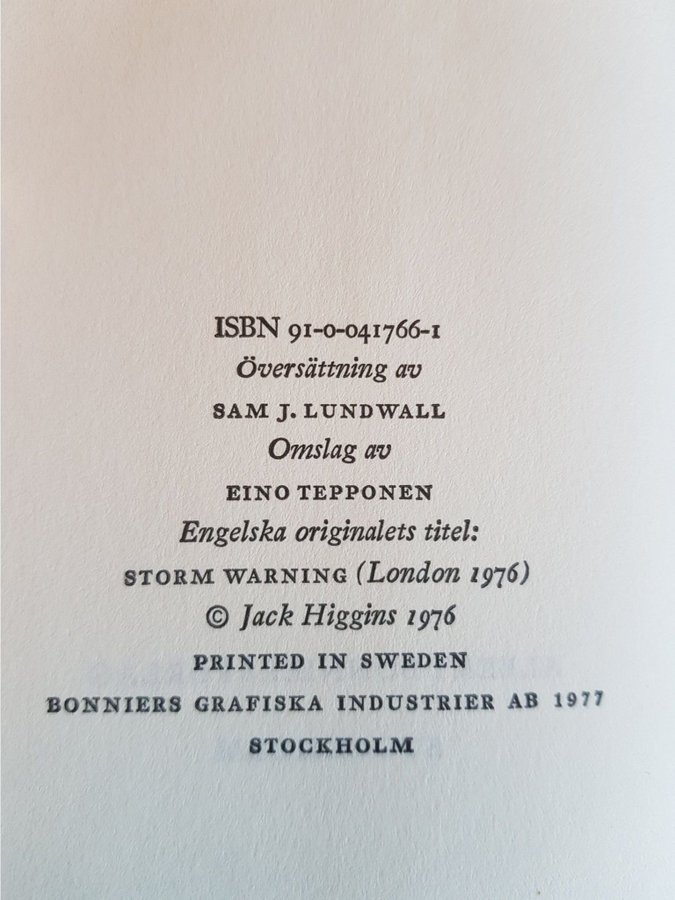 ISBN 91-0-041766-1
Översättning av
SAM J. LUNDWALL
Omslag av
EINO TEPPONEN
Engelska originalets titel:
STORM WARNING (London 1976)
© Jack Higgins 1976
PRINTED IN SWEDEN
BONNIERS GRAFISKA INDUSTRIER AB 1977
STOCKHOLM